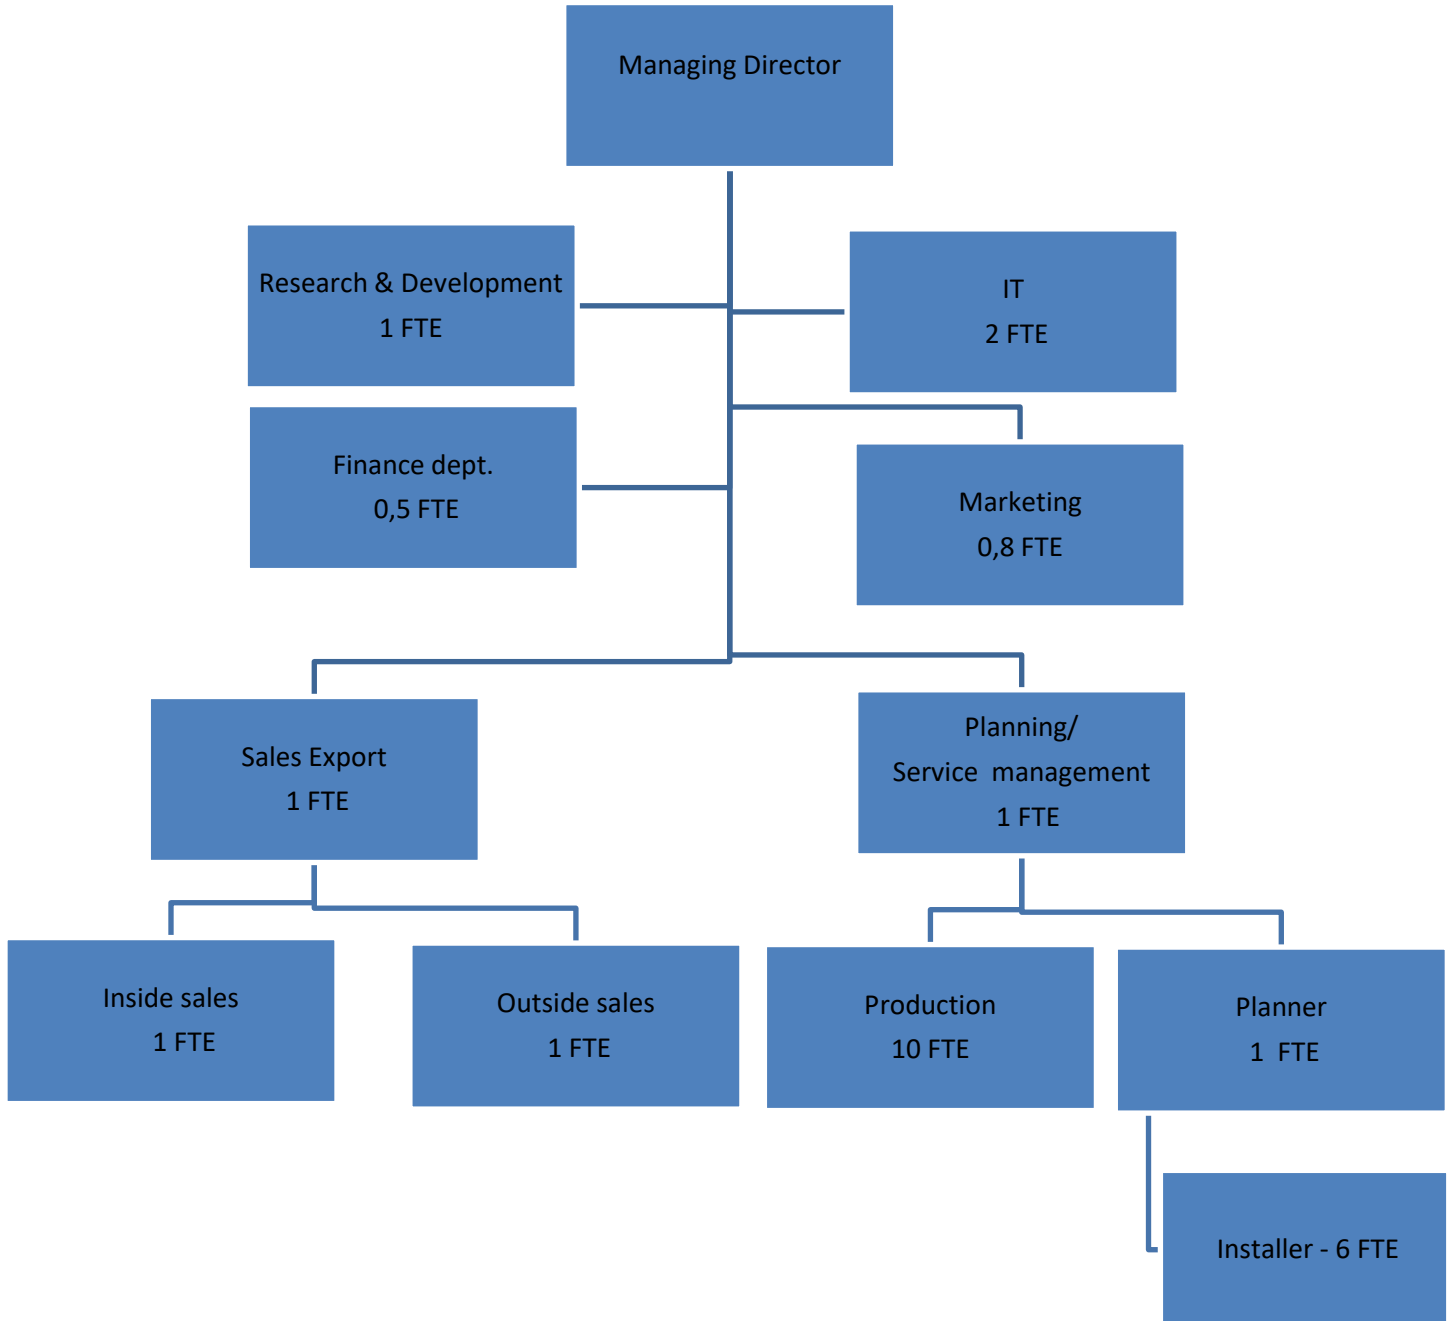 Managing Director
Research & Development
1 FTE
IT
2 FTE
Finance dept.
0,5 FTE
Marketing
0,8 FTE
Sales Export
1 FTE
Planning/
Service  management
1 FTE
Inside sales
1 FTE
Outside sales
1 FTE
Production
10 FTE
Planner
1  FTE
Installer - 6 FTE